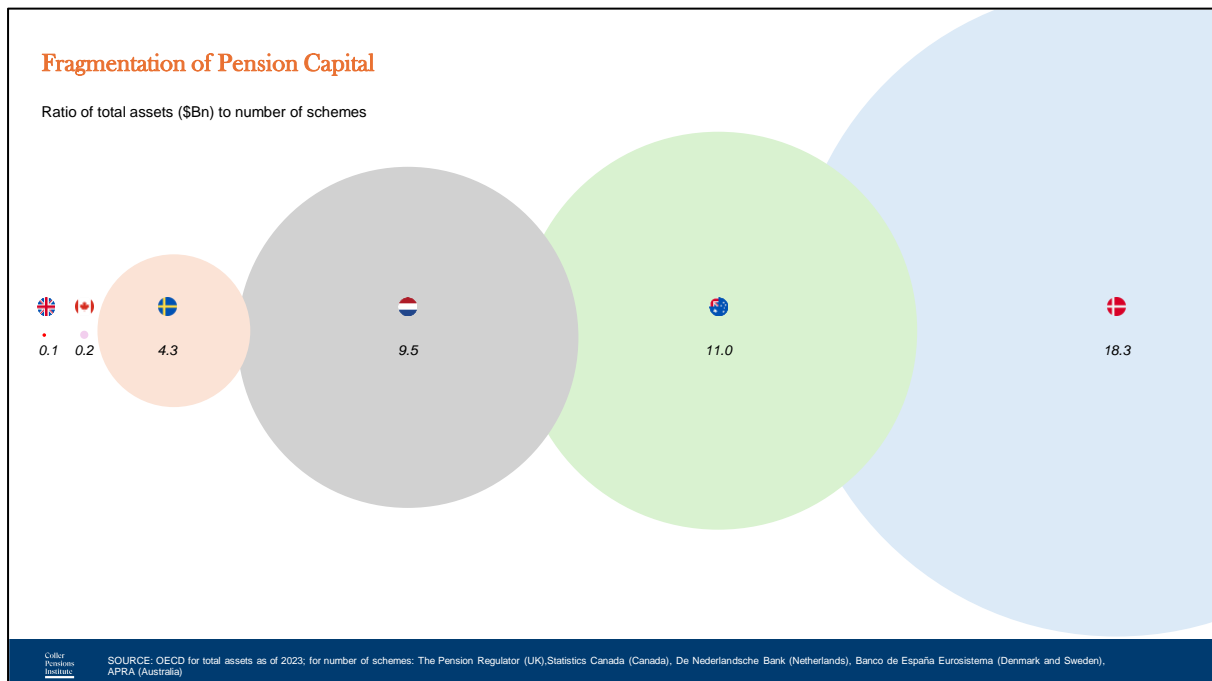 Fragmentation of Pension Capital
Ratio of total assets ($Bn) to number of schemes
0.1
0.2
4.3
9.5
11.0
18.3
Coller
Pensions
Institute
SOURCE: OECD for total assets as of 2023; for number of schemes: The Pension Regulator (UK),Statistics Canada (Canada), De Nederlandsche Bank (Netherlands), Banco de España Eurosistema (Denmark and Sweden),
APRA (Australia)